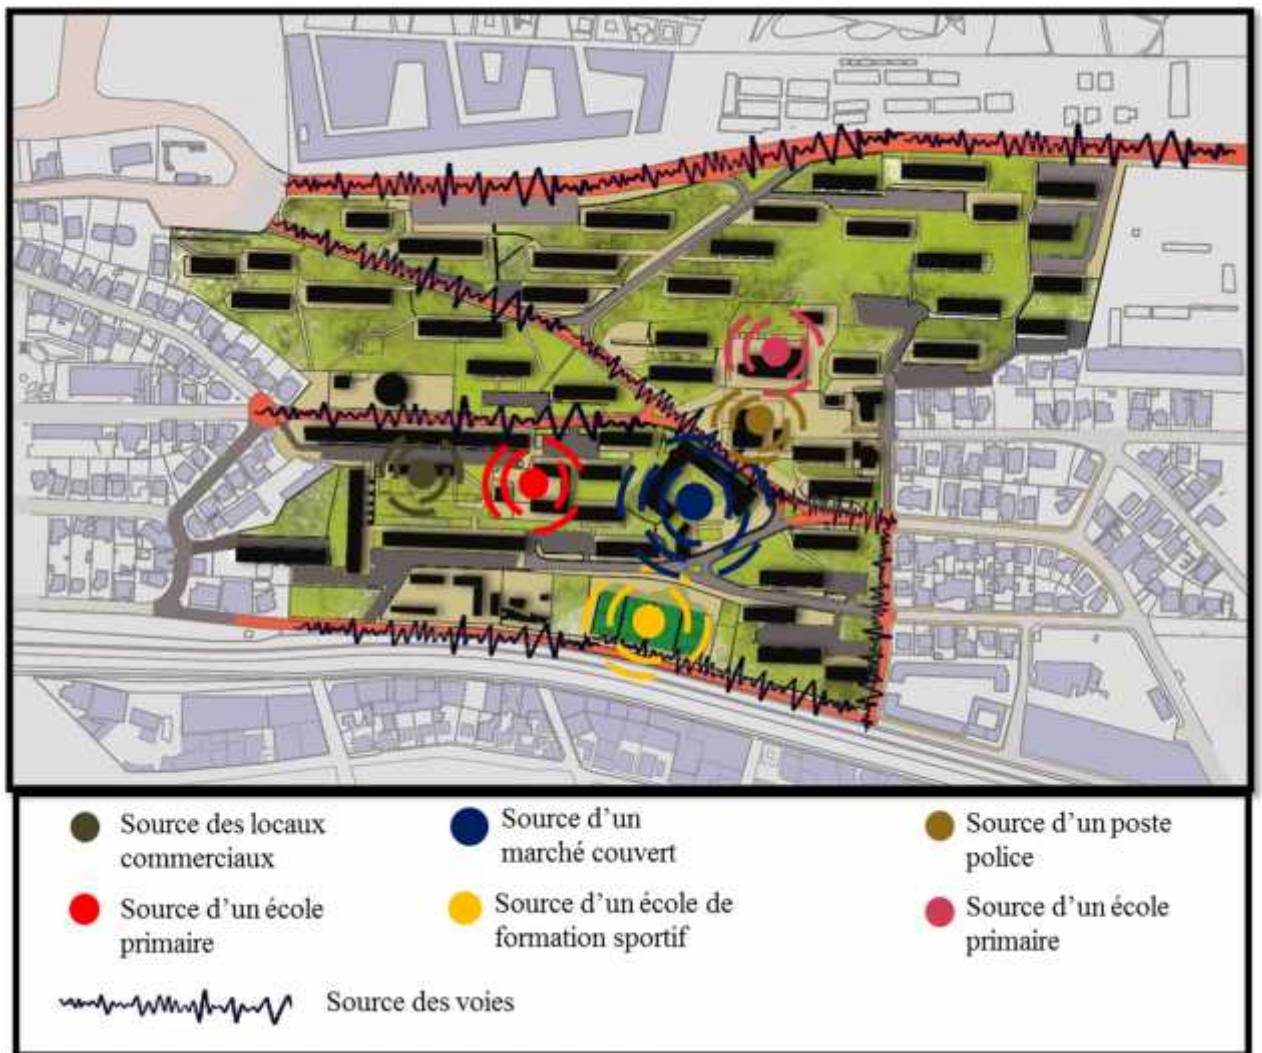 Source des locaux
commerciaux
Source d'un
marché couvert
Source d'un poste
police
Source d'un école
primaire
Source d'un école de
formation sportif
Source d'un école
primaire
Source des voies